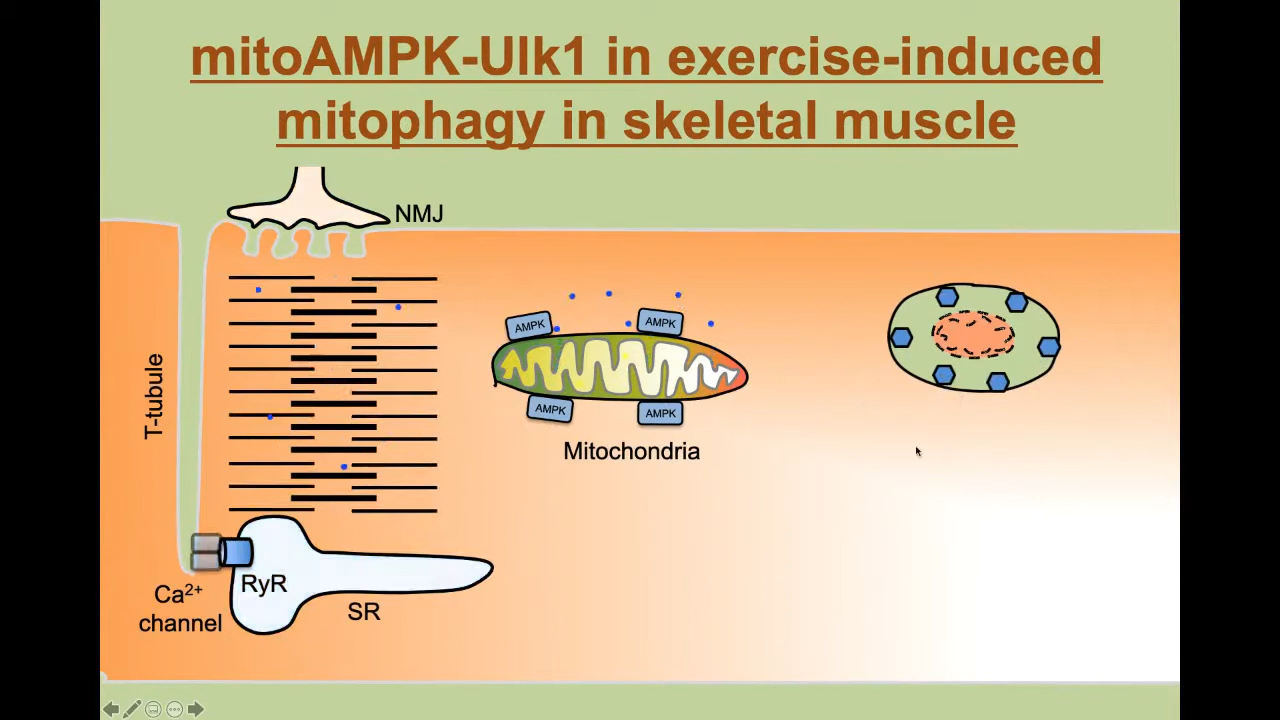 mitoAMPK-Ulk1 in exercise-induced
mitophagy in skeletal muscle
NMJ
AMPK
AMPK
AMPK
AMPK
Mitochondria
T-tubule
RyR
Ca²⁺
channel
SR